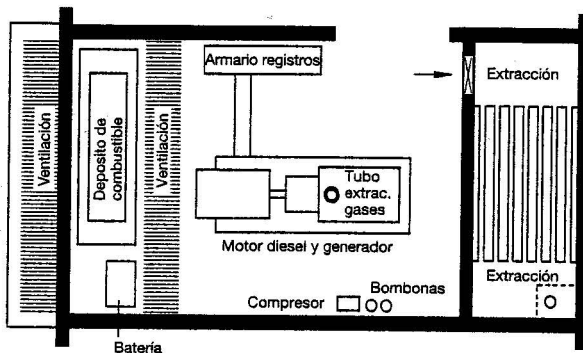 Armario registros
Extracción
Ventilación
Deposito de
combustible
Ventilación
Tubo
extrac.
gases
Motor diesel y generador
Extracción
Bombonas
Compresor
Batería